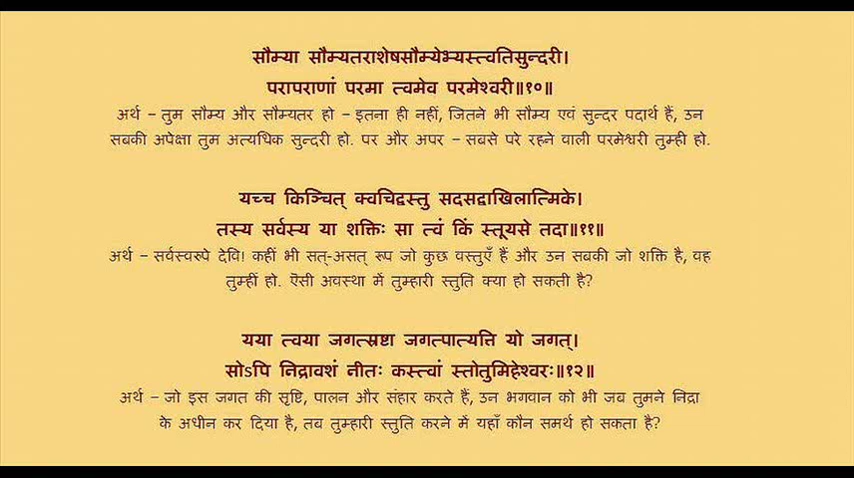 सौम्या सौम्यतराशेषसौम्येभ्यस्त्वतिसुन्दरी।
परापराणां परमा त्वमेव परमेश्वरी॥१०॥
अर्थ – तुम सौम्य और सौम्यतर हो – इतना ही नहीं, जितने भी सौम्य एवं सुन्दर पदार्थ हैं, उन
सबकी अपेक्षा तुम अत्यधिक सुन्दरी हो. पर और अपर – सबसे परे रहने वाली परमेश्वरी तुम्ही हो.
यच्च किञ्चित् क्वचिद्वस्तु सदसद्वाखिलात्मिके।
तस्य सर्वस्य या शक्तिः सा त्वं किं स्तूयसे तदा॥११॥
अर्थ – सर्वस्वरुपे देवि! कहीं भी सत्-असत् रूप जो कुछ वस्तुएँ हैं और उन सबकी जो शक्ति है, वह
तुम्हीं हो. ऎसी अवस्था में तुम्हारी स्तुति क्या हो सकती है?
यया त्वया जगत्स्रष्टा जगत्पात्यत्ति यो जगत्।
सोऽपि निद्रावशं नीतः कस्त्वां स्तोतुमिहेश्वरः॥१२॥
अर्थ – जो इस जगत की सृष्टि, पालन और संहार करते हैं, उन भगवान को भी जब तुमने निद्रा
के अधीन कर दिया है, तब तुम्हारी स्तुति करने में यहाँ कौन समर्थ हो सकता है?